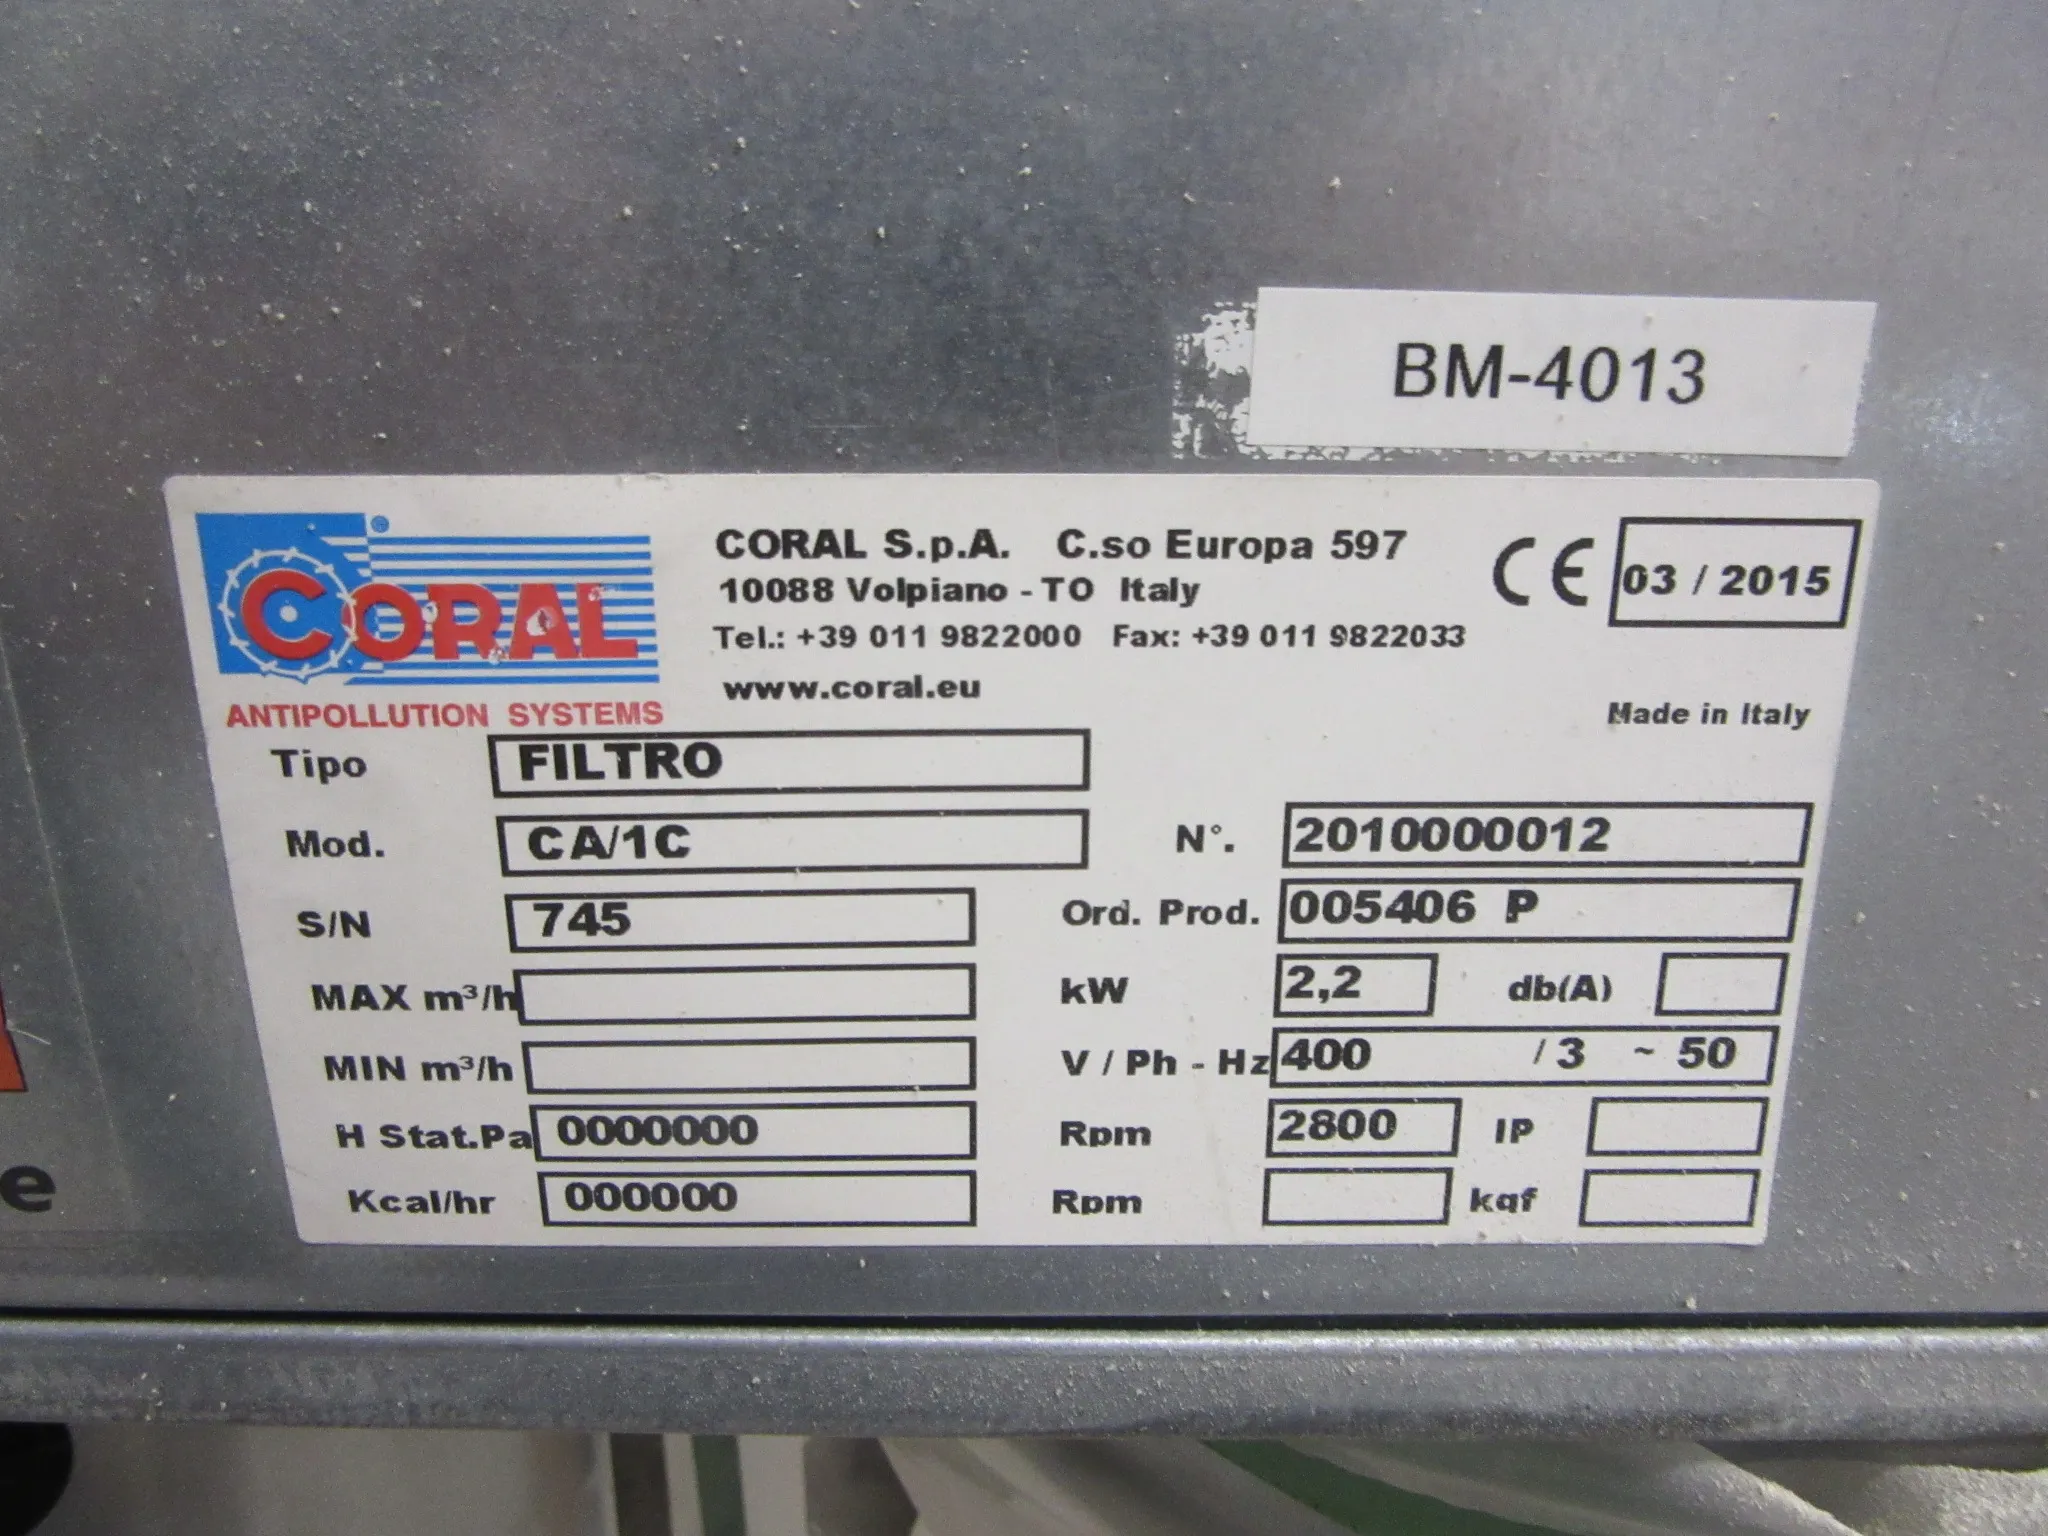 BM-4013
CORAL ®
ANTIPOLLUTION SYSTEMS
CORAL S.p.A. C.so Europa 597
10088 Volpiano - TO Italy
Tel.: +39 011 9822000 Fax: +39 011 9822033
www.coral.eu
CE 03 / 2015
Made in Italy
Tipo FILTRO
Mod. CA/1C N°. 2010000012
S/N 745 Ord. Prod. 005406 P
MAX m³/h kW 2,2 db(A)
MIN m³/h V / Ph - Hz 400 / 3 ~ 50
H Stat.Pa 0000000 Rpm 2800 IP
Kcal/hr 000000 Rpm kgf
e